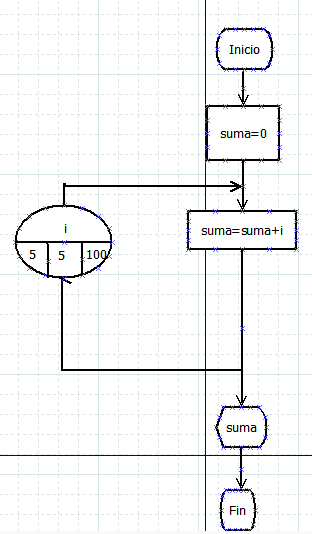 Inicio
suma=0
i
5 5 100
suma=suma+i
suma
Fin